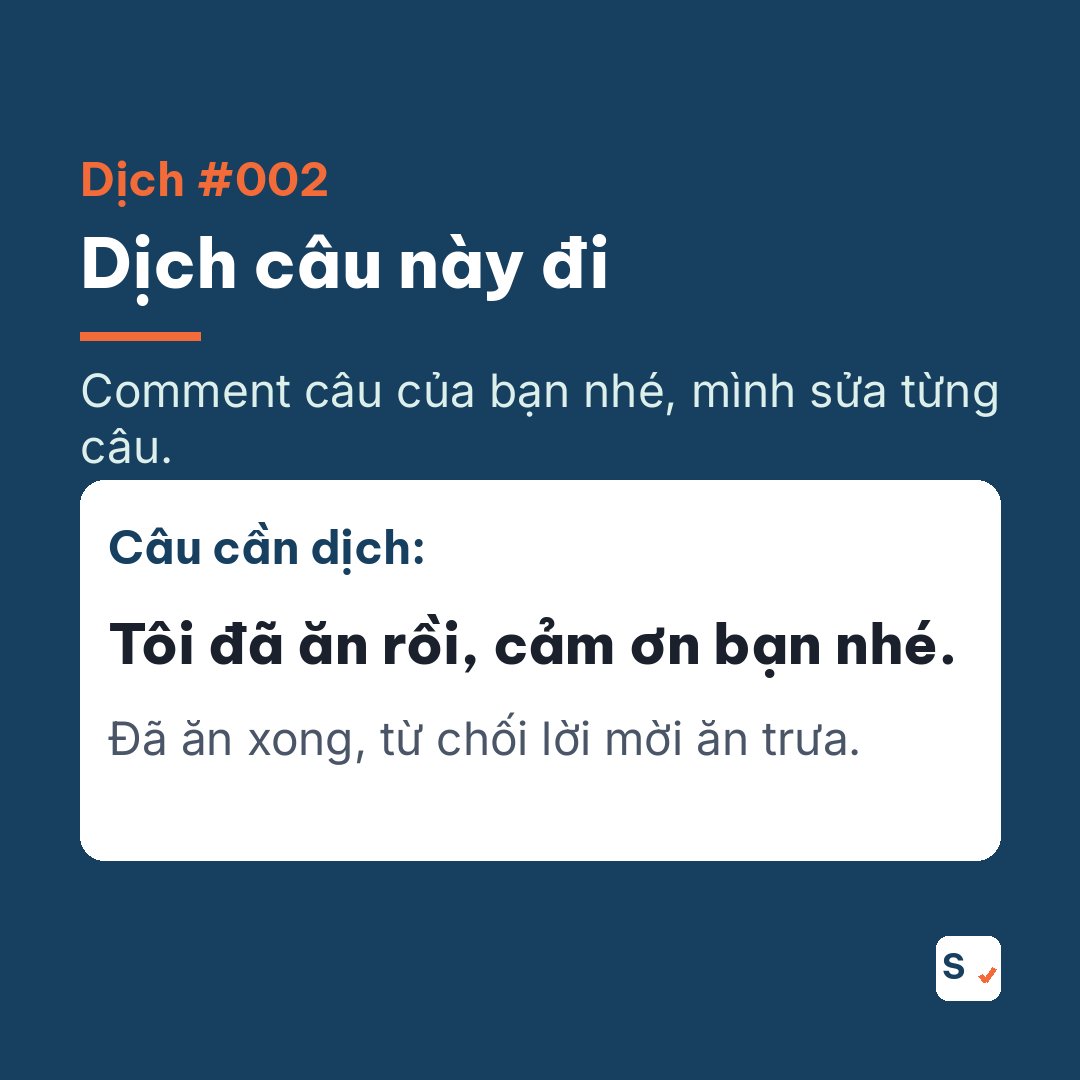 Dịch #002
Dịch câu này đi
Comment câu của bạn nhé, mình sửa từng
câu.
Câu cần dịch:
Tôi đã ăn rồi, cảm ơn bạn nhé.
Đã ăn xong, từ chối lời mời ăn trưa.
S